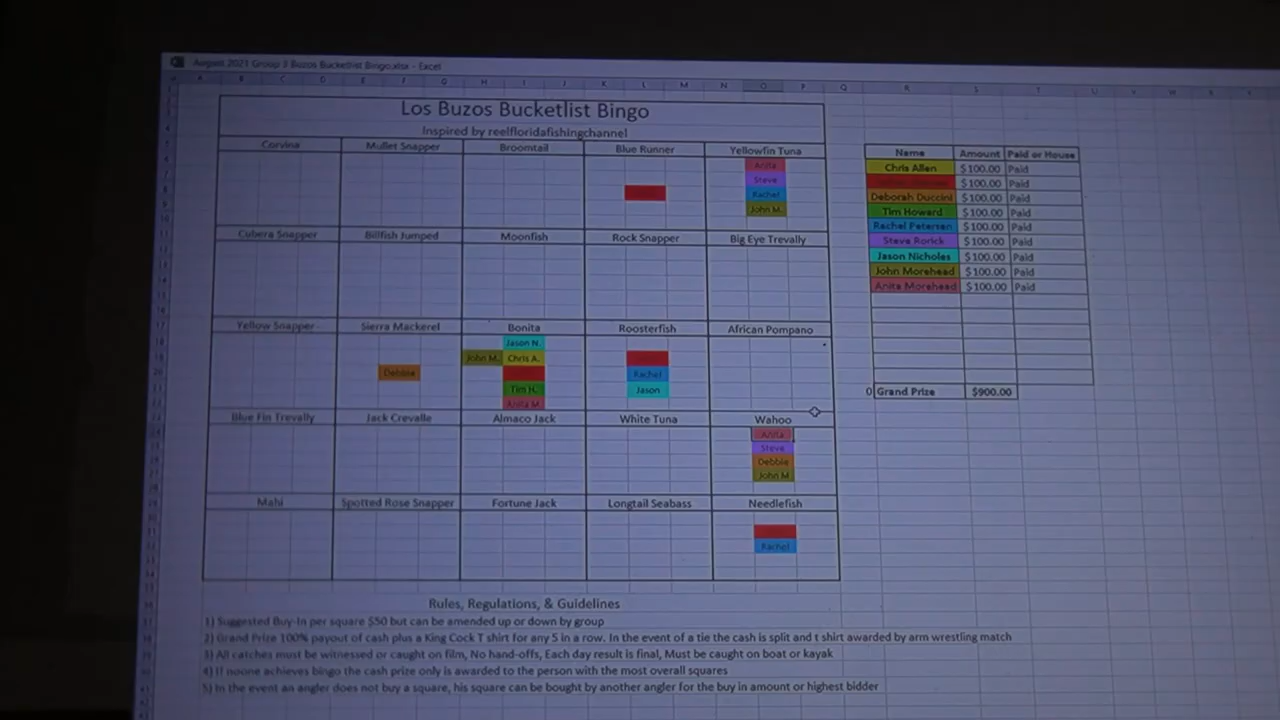 August 2021 Group 3 Buzos Bucketlist Bingo.xlsx - Excel
Los Buzos Bucketlist Bingo
Inspired by reelfloridafishingchannel
Corvina Mullet Snapper Broomtail Blue Runner Yellowfin Tuna
Anita
Steve
Rachel
John M.
Cubera Snapper Billfish Jumped Moonfish Rock Snapper Big Eye Trevally
Yellow Snapper Sierra Mackerel Bonita Roosterfish African Pompano
Jason N.
John M. Chris A.
Debbie Rachel
Tim H. Jason
Anita M.
Blue Fin Trevally Jack Crevalle Almaco Jack White Tuna Wahoo
Anita
Steve
Debbie
John M
Mahi Spotted Rose Snapper Fortune Jack Longtail Seabass Needlefish
Rachel
Name Amount Paid or House
Chris Allen $100.00 Paid
$100.00 Paid
Deborah Duccini $100.00 Paid
Tim Howard $100.00 Paid
Rachel Petersen $100.00 Paid
Steve Rorick $100.00 Paid
Jason Nicholes $100.00 Paid
John Morehead $100.00 Paid
Anita Morehead $100.00 Paid
0 Grand Prize $900.00
Rules, Regulations, & Guidelines
1) Suggested Buy-In per square $50 but can be amended up or down by group
2) Grand Prize 100% payout of cash plus a King Cock T shirt for any 5 in a row. In the event of a tie the cash is split and t shirt awarded by arm wrestling match
3) All catches must be witnessed or caught on film, No hand-offs, Each day result is final, Must be caught on boat or kayak
4) If noone achieves bingo the cash prize only is awarded to the person with the most overall squares
5) In the event an angler does not buy a square, his square can be bought by another angler for the buy in amount or highest bidder